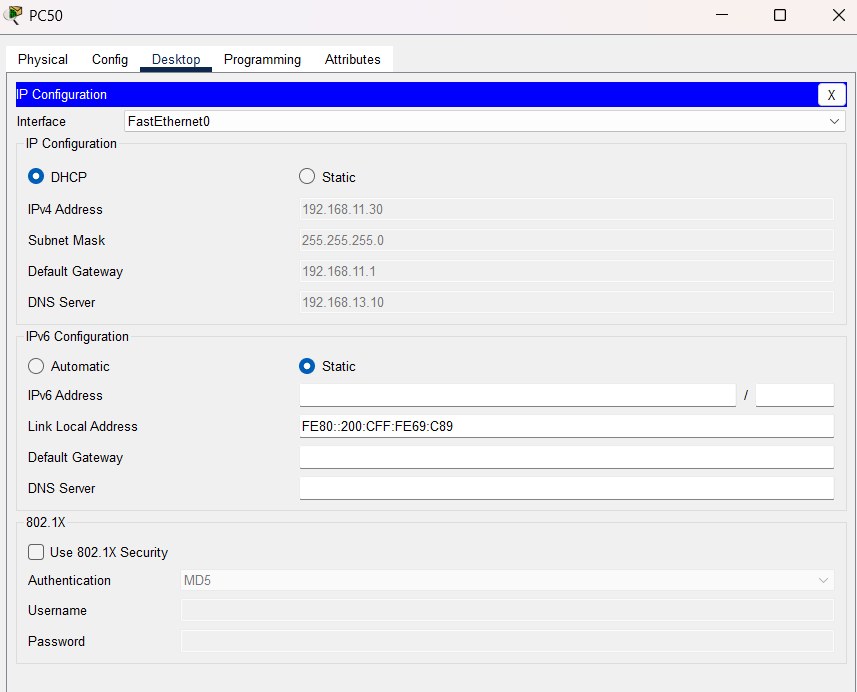 PC50
Physical Config Desktop Programming Attributes
IP Configuration X
Interface FastEthernet0
IP Configuration
DHCP Static
IPv4 Address 192.168.11.30
Subnet Mask 255.255.255.0
Default Gateway 192.168.11.1
DNS Server 192.168.13.10
IPv6 Configuration
Automatic Static
IPv6 Address /
Link Local Address FE80::200:CFF:FE69:C89
Default Gateway
DNS Server
802.1X
Use 802.1X Security
Authentication MD5
Username
Password